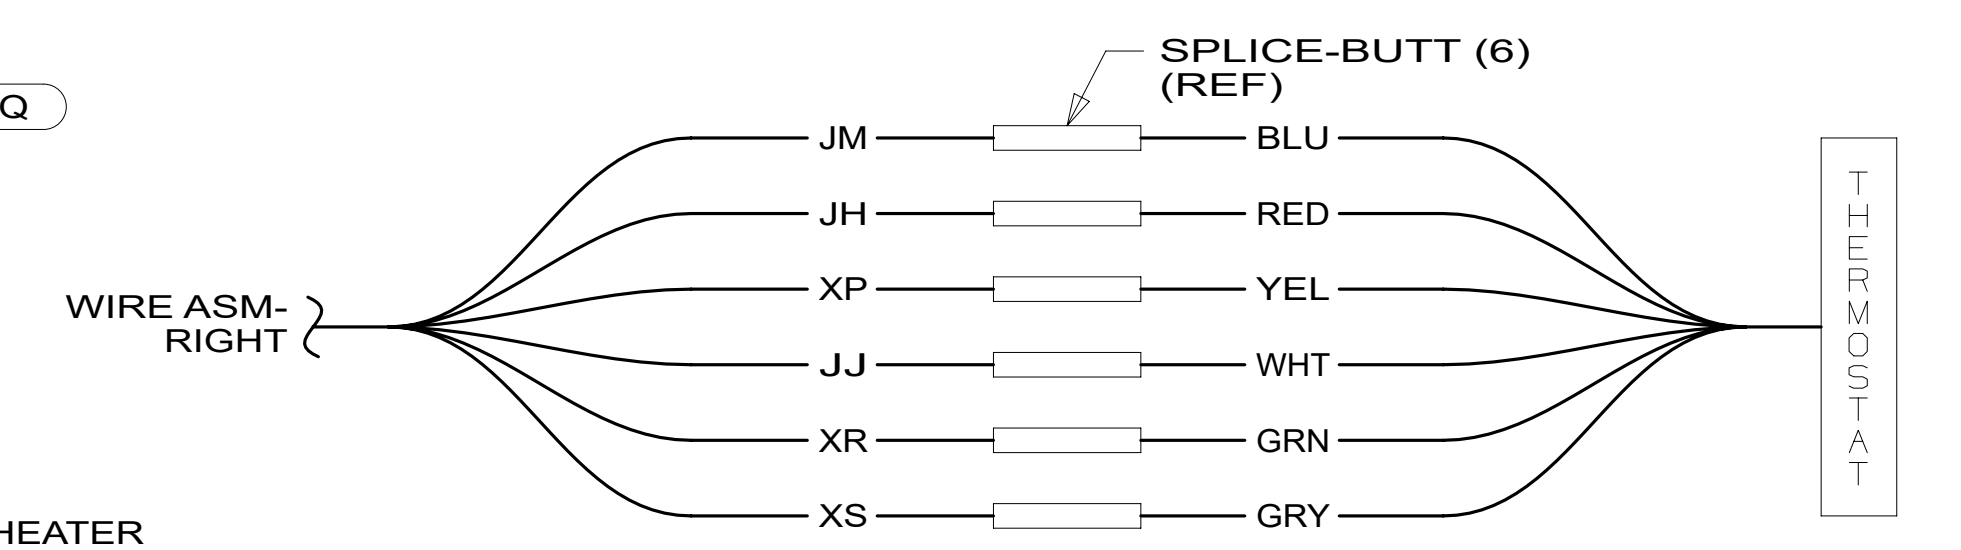 SPLICE-BUTT (6)
(REF)
Q
JM BLU
JH RED
XP YEL
WIRE ASM-
RIGHT
JJ WHT
XR GRN
XS GRY
HEATER
THERMOSTAT